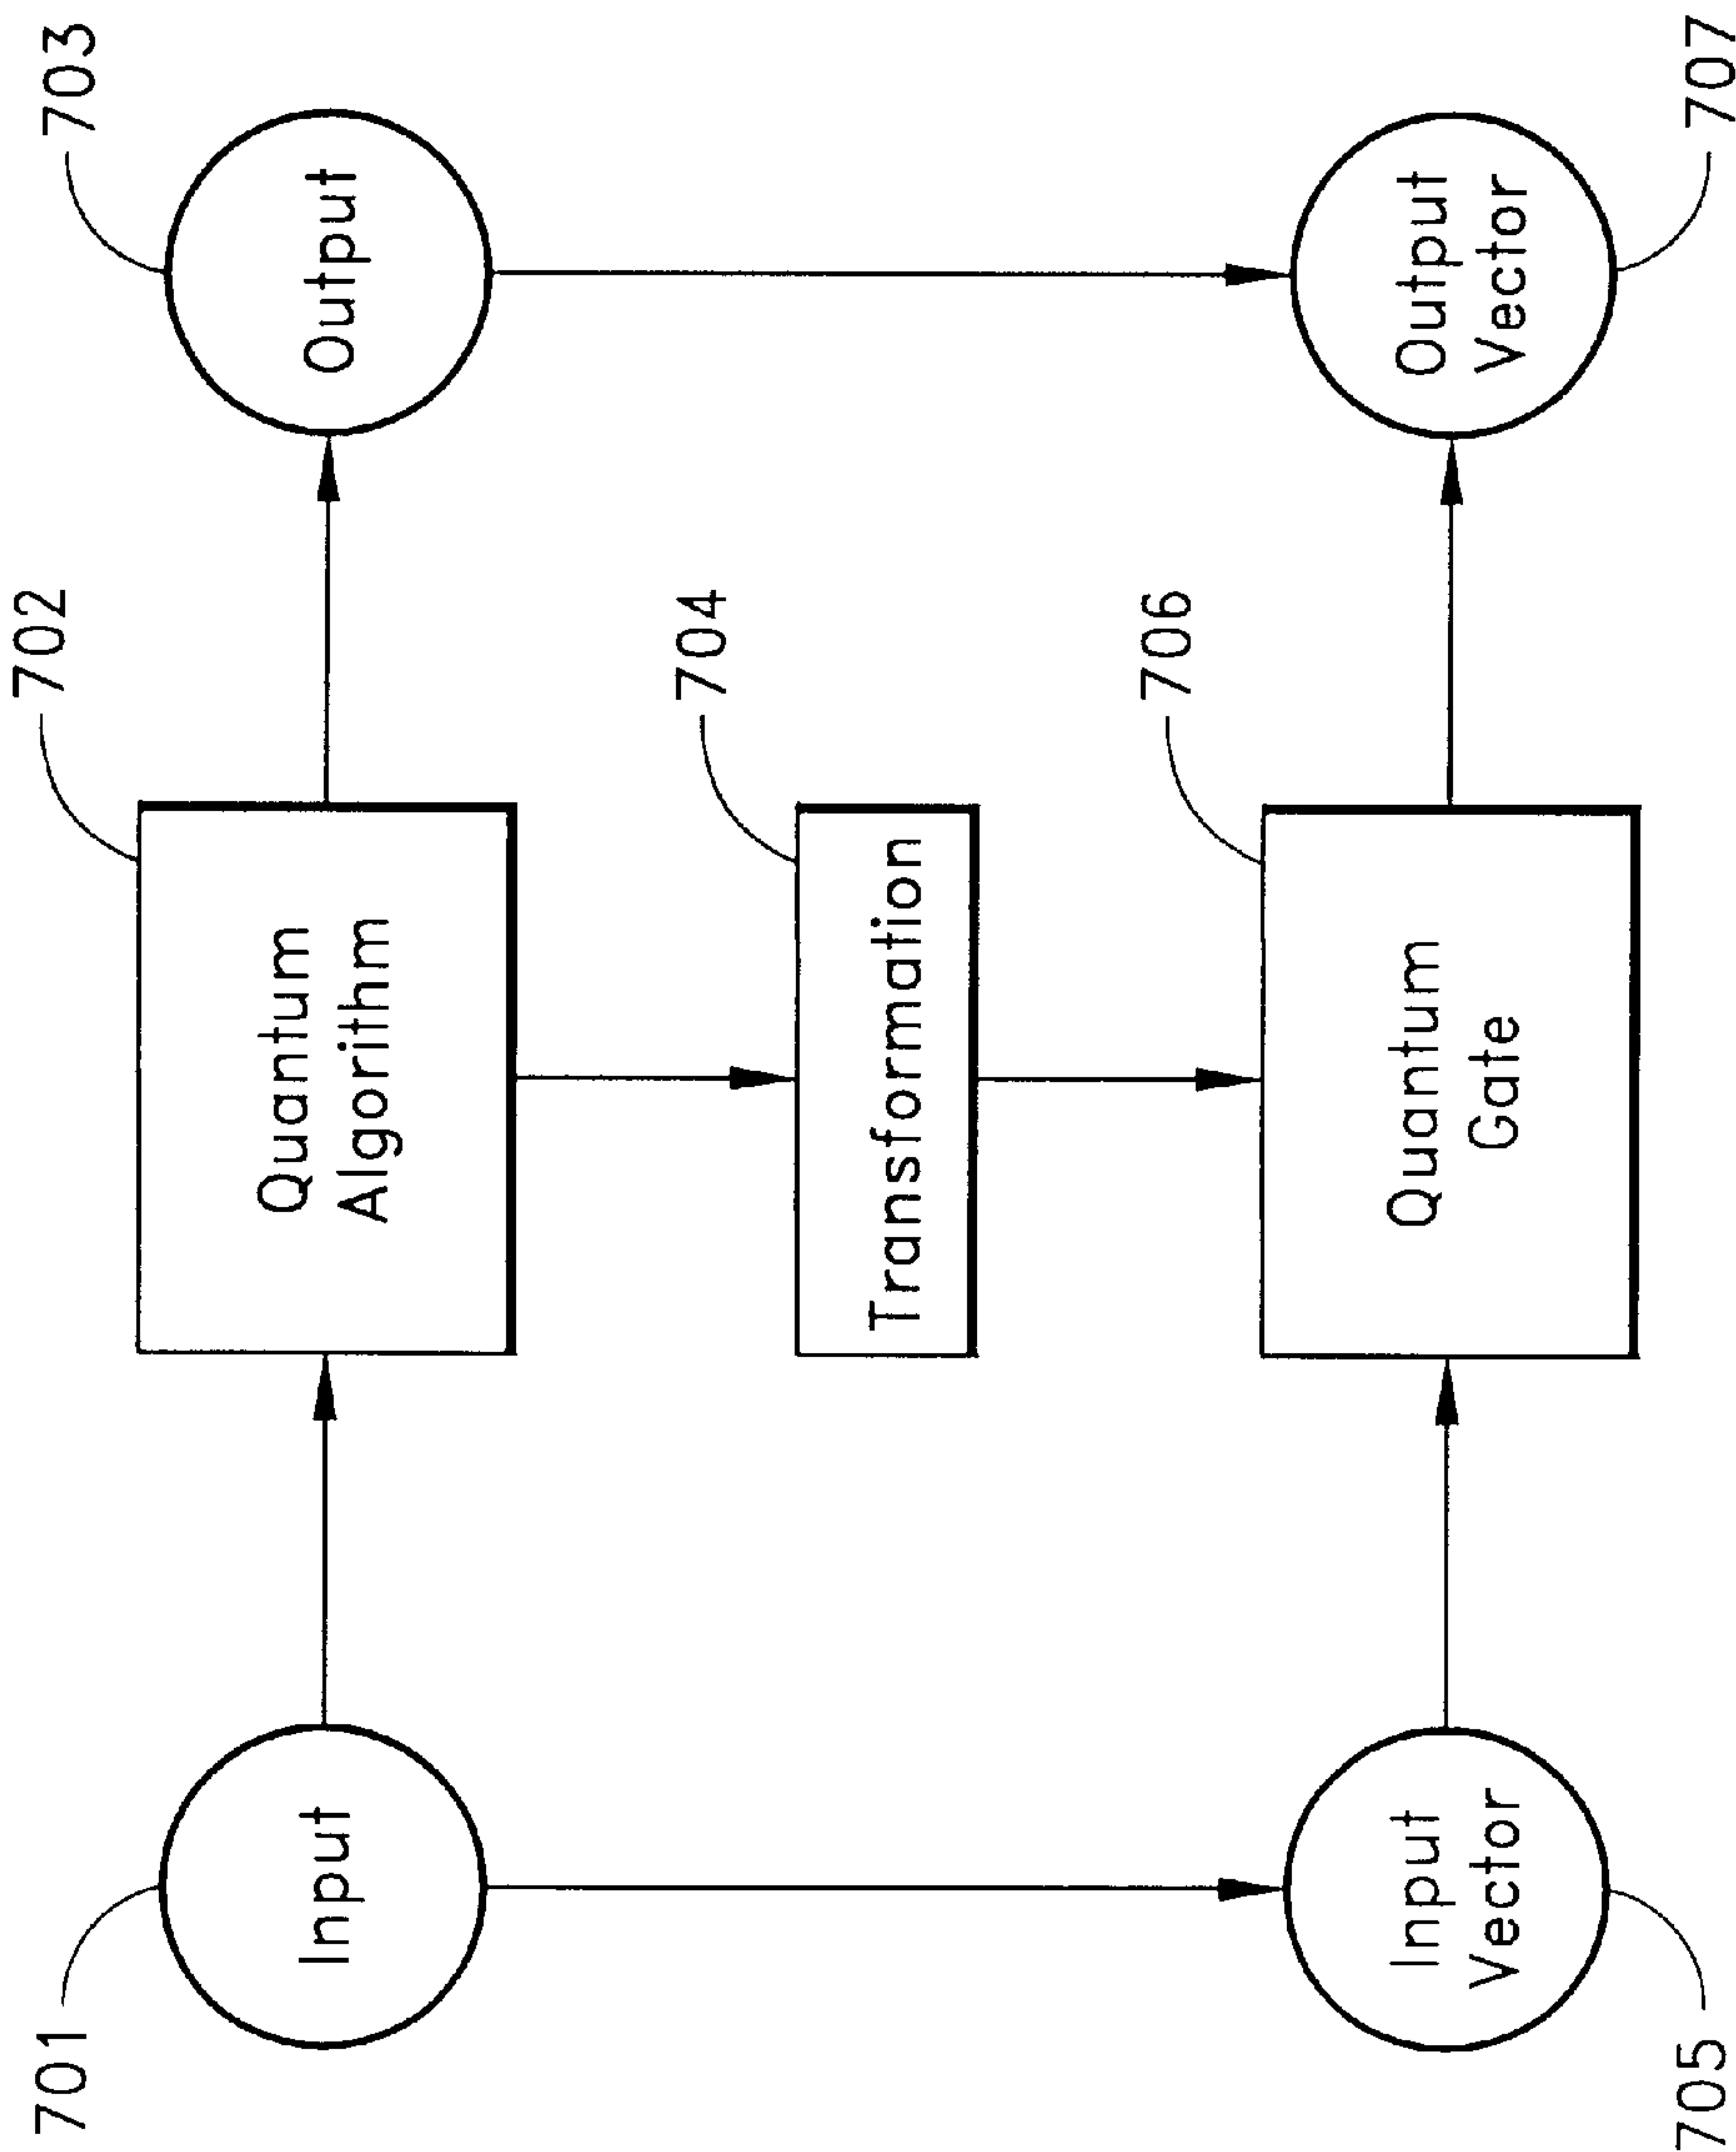 702
703
701
Input
Quantum
Algorithm
Output
704
Transformation
706
Input
Vector
Quantum
Gate
Output
Vector
705
707